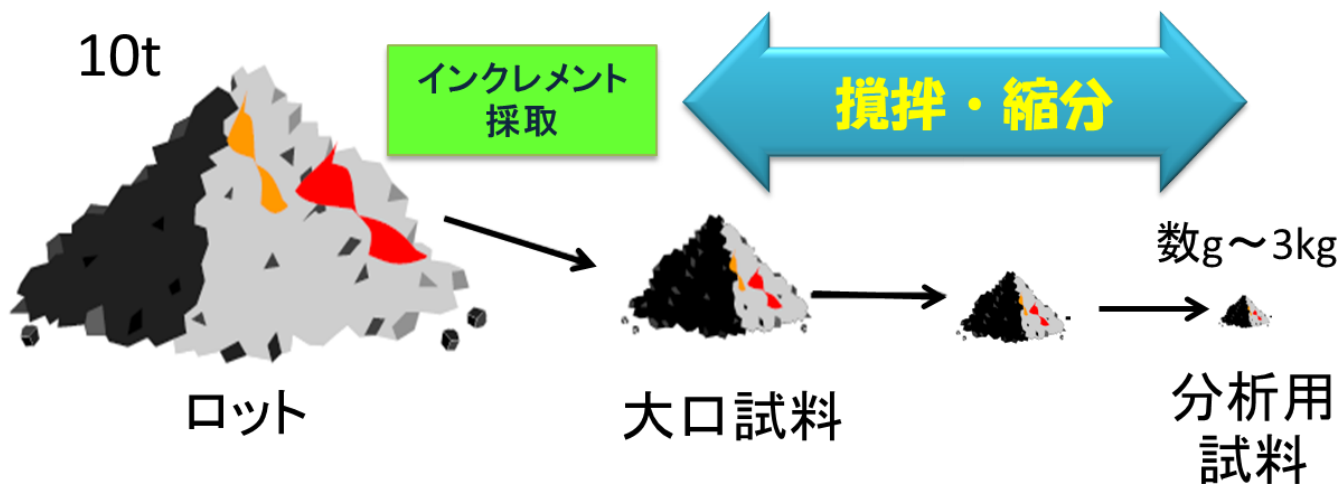 10t
インクレメント
採取
撹拌・縮分
数g～3kg
ロット
大口試料
分析用
試料